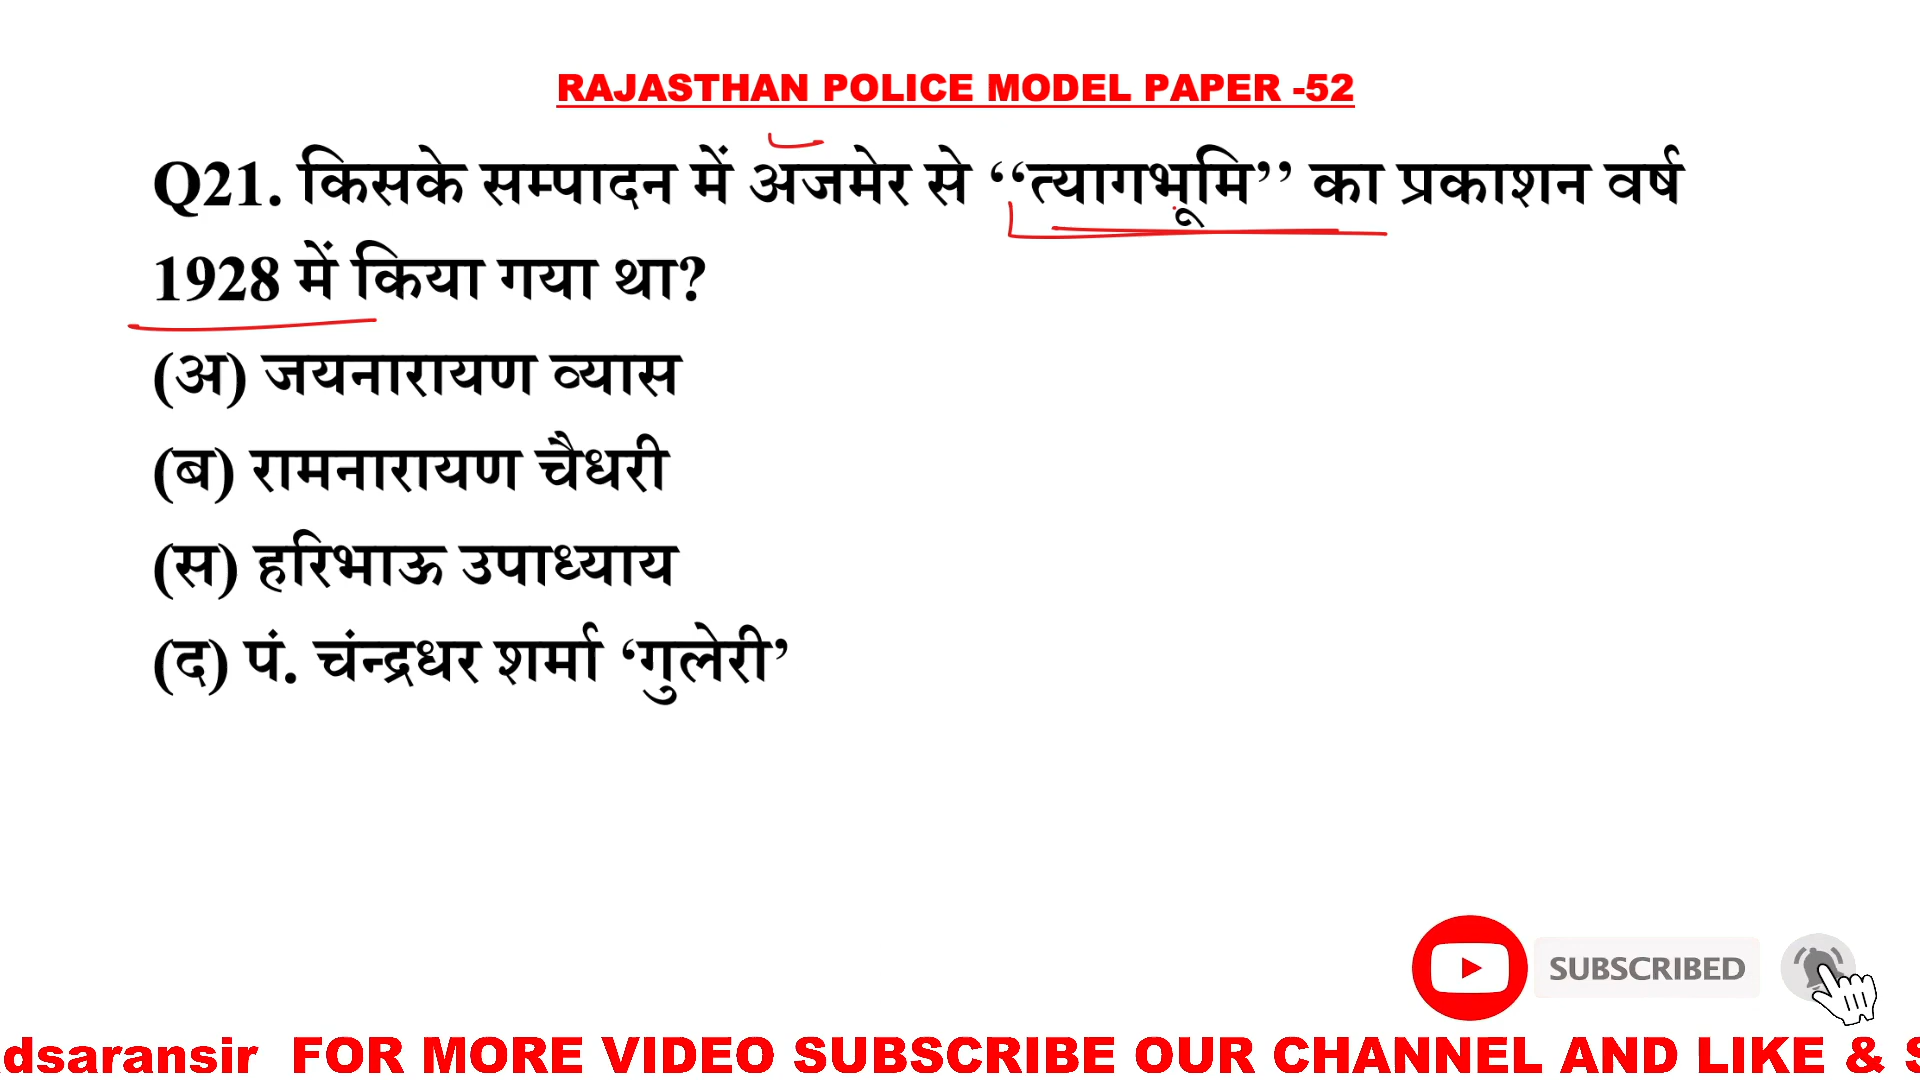 RAJASTHAN POLICE MODEL PAPER -52
Q21. किसके सम्पादन में अजमेर से ‘‘त्यागभूमि’’ का प्रकाशन वर्ष
1928 में किया गया था?
(अ) जयनारायण व्यास
(ब) रामनारायण चैधरी
(स) हरिभाऊ उपाध्याय
(द) पं. चंन्द्रधर शर्मा ‘गुलेरी’
SUBSCRIBED
dsaransir FOR MORE VIDEO SUBSCRIBE OUR CHANNEL AND LIKE &